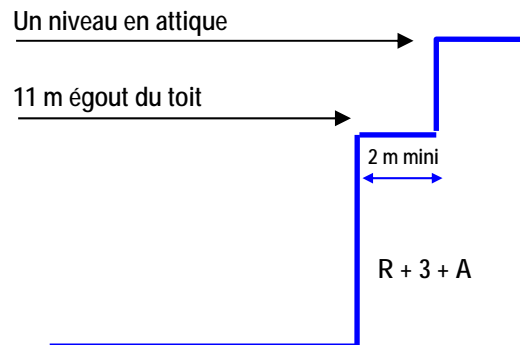 Un niveau en attique
11 m égout du toit
2 m mini
R + 3 + A